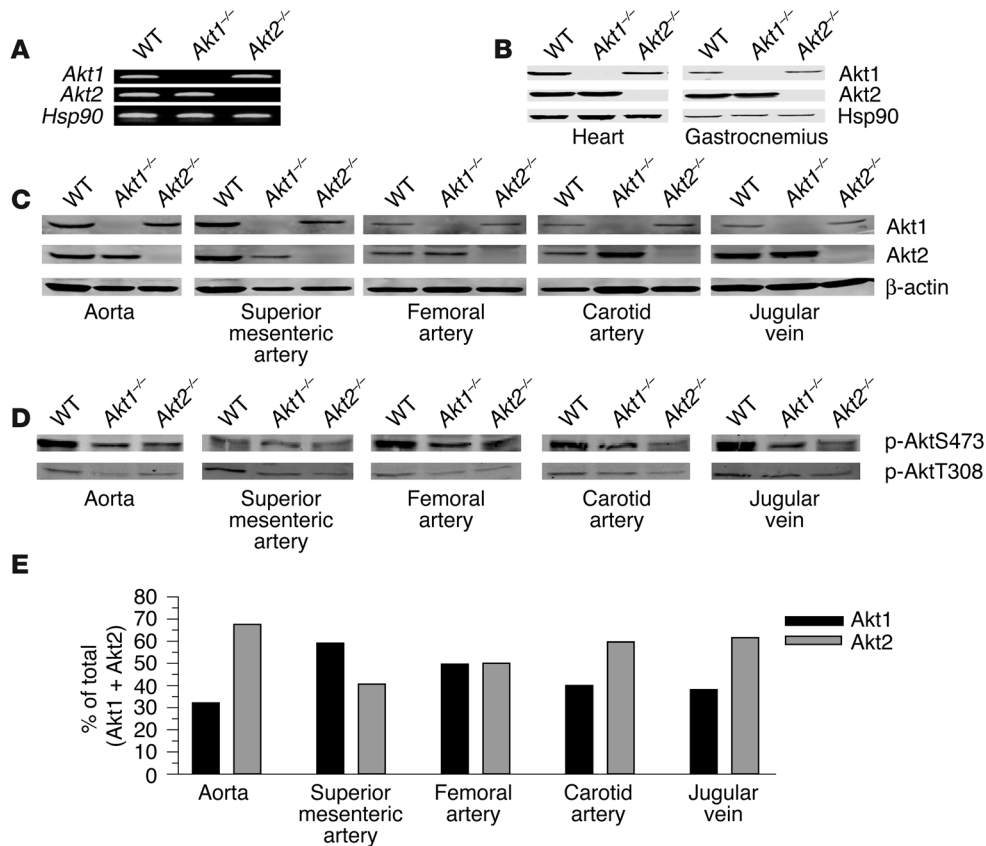 A
WT Akt1–/– Akt2–/–
Akt1
Akt2
Hsp90
B
WT Akt1–/– Akt2–/– WT Akt1–/– Akt2–/–
Akt1
Akt2
Hsp90
Heart Gastrocnemius
C
WT Akt1–/– Akt2–/– WT Akt1–/– Akt2–/– WT Akt1–/– Akt2–/– WT Akt1–/– Akt2–/– WT Akt1–/– Akt2–/–
Akt1
Akt2
β-actin
Aorta Superior Femoral Carotid Jugular
mesenteric artery artery vein
artery
D
WT Akt1–/– Akt2–/– WT Akt1–/– Akt2–/– WT Akt1–/– Akt2–/– WT Akt1–/– Akt2–/– WT Akt1–/– Akt2–/–
p-AktS473
p-AktT308
Aorta Superior Femoral Carotid Jugular
mesenteric artery artery vein
artery
E
% of total
(Akt1 + Akt2)
80
70
60
50
40
30
20
10
0
Akt1
Akt2
Aorta Superior Femoral Carotid Jugular
mesenteric artery artery vein
artery